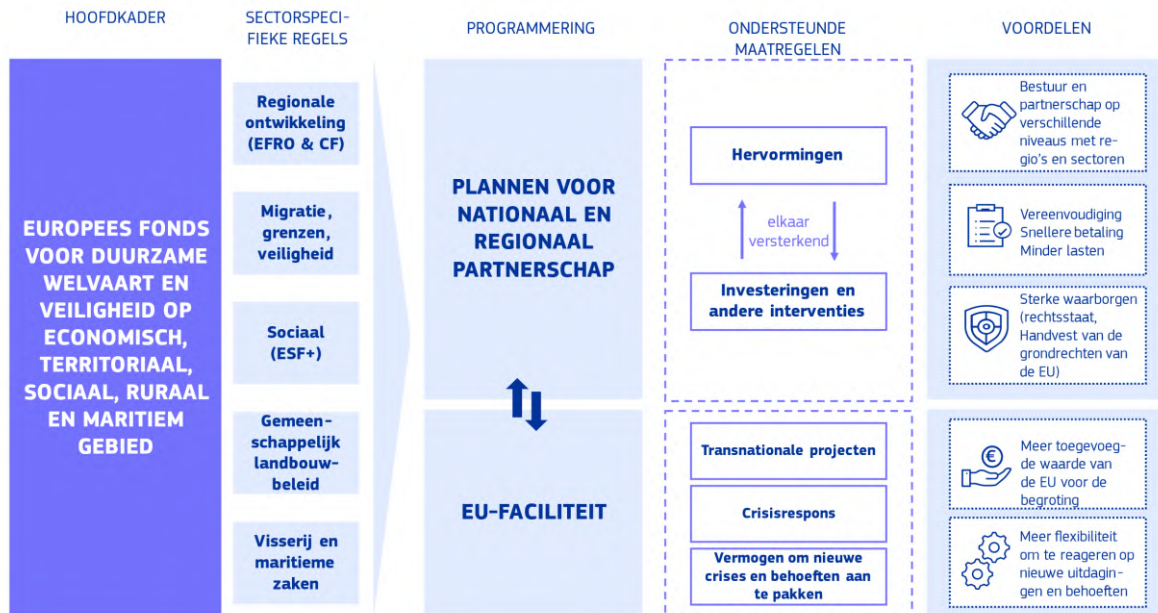 HOOFDKADER
SECTORSPECI-
FIEKE REGELS
PROGRAMMERING
ONDERSTEUNDE
MAATREGELEN
VOORDELEN
EUROPEES FONDS
VOOR DUURZAME
WELVAART EN
VEILIGHEID OP
ECONOMISCH,
TERRITORIAAL,
SOCIAAL, RURAAL
EN MARITIEM
GEBIED
Regionale
ontwikkeling
(EFRO & CF)
Migratie,
grenzen,
veiligheid
Sociaal
(ESF+)
Gemeen-
schappelijk
landbouw-
beleid
Visserij en
maritieme
zaken
PLANNEN VOOR
NATIONAAL EN
REGIONAAL
PARTNERSCHAP
EU-FACILITEIT
Hervormingen
elkaar
versterkend
Investeringen en
andere interventies
Transnationale projecten
Crisisrespons
Vermogen om nieuwe
crises en behoeften aan
te pakken
Bestuur en
partnerschap op
verschillende
niveaus met re-
gio's en sectoren
Vereenvoudiging
Snellere betaling
Minder lasten
Sterke waarborgen
(rechtsstaat,
Handvest van de
grondrechten van
de EU)
Meer toegevoeg-
de waarde van
de EU voor de
begroting
Meer flexibiliteit
om te reageren op
nieuwe uitdagin-
gen en behoeften